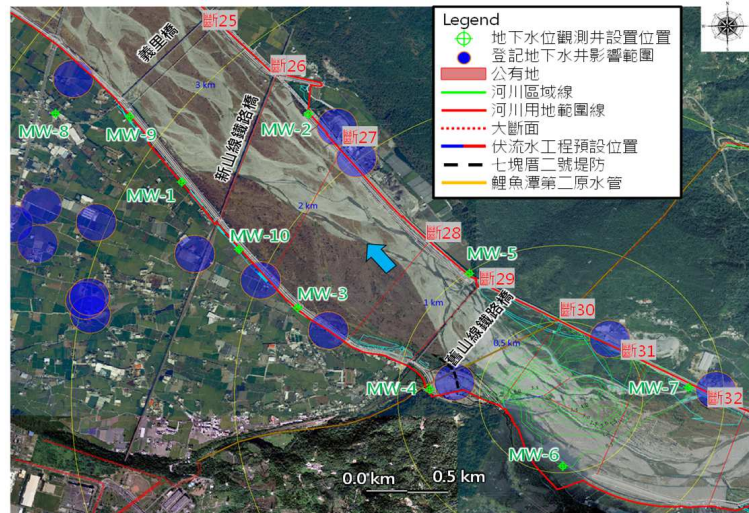 Legend
地下水位觀測井設置位置
登記地下水井影響範圍
公有地
河川區域線
河川用地範圍線
大斷面
伏流水工程預設位置
七塊厝二號堤防
鯉魚潭第二原水管
斷25
義里橋
斷26
3 km
MW-8
MW-9
MW-2
新山線鐵路橋
斷27
MW-1
2 km
MW-10
斷28
MW-5
斷29
MW-3
1 km
舊山線鐵路橋
斷30
0.5 km
斷31
MW-4
MW-7
斷32
MW-6
0.0 km
0.5 km